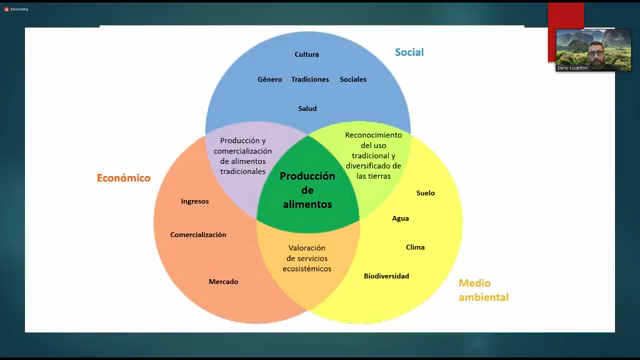 Social
Cultura
Género Tradiciones Sociales
Salud
Producción y
comercialización
de alimentos
tradicionales
Reconocimiento
del uso
tradicional y
diversificado de
las tierras
Económico
Producción
de
alimentos
Ingresos
Comercialización
Mercado
Suelo
Agua
Clima
Biodiversidad
Valoración
de servicios
ecosistémicos
Medio
ambiental